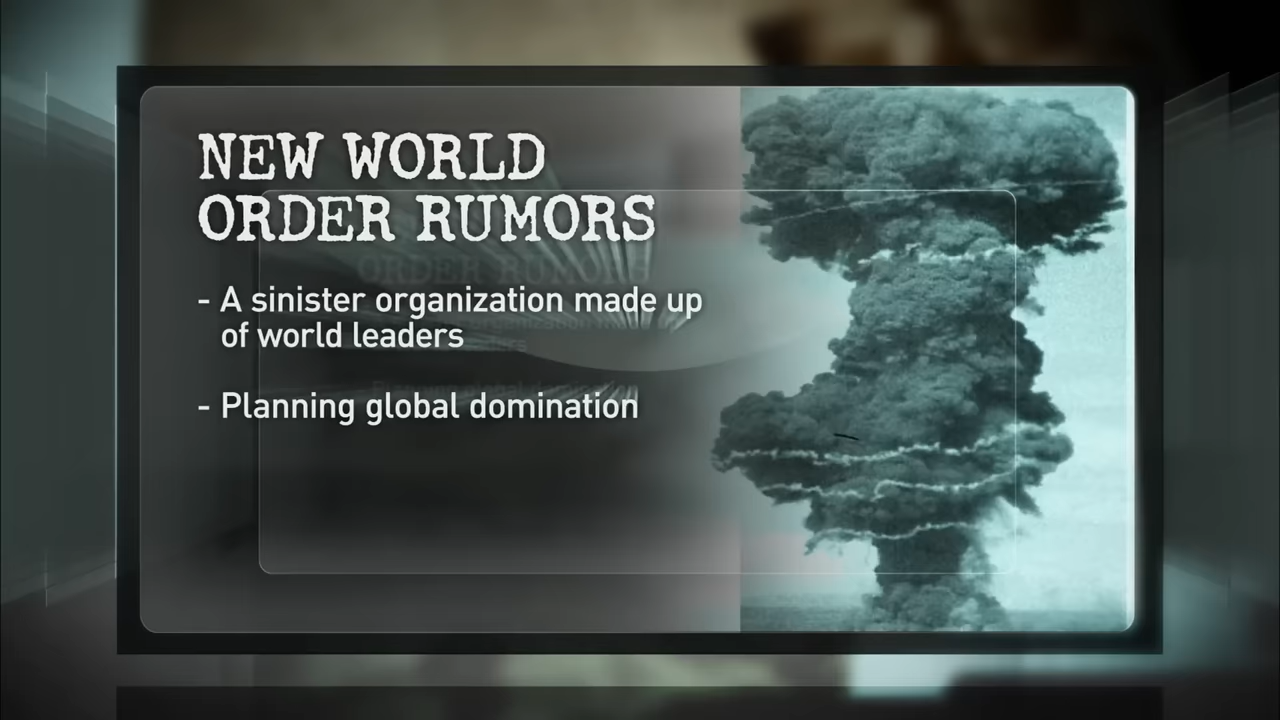 NEW WORLD
ORDER RUMORS
- A sinister organization made up
of world leaders
- Planning global domination